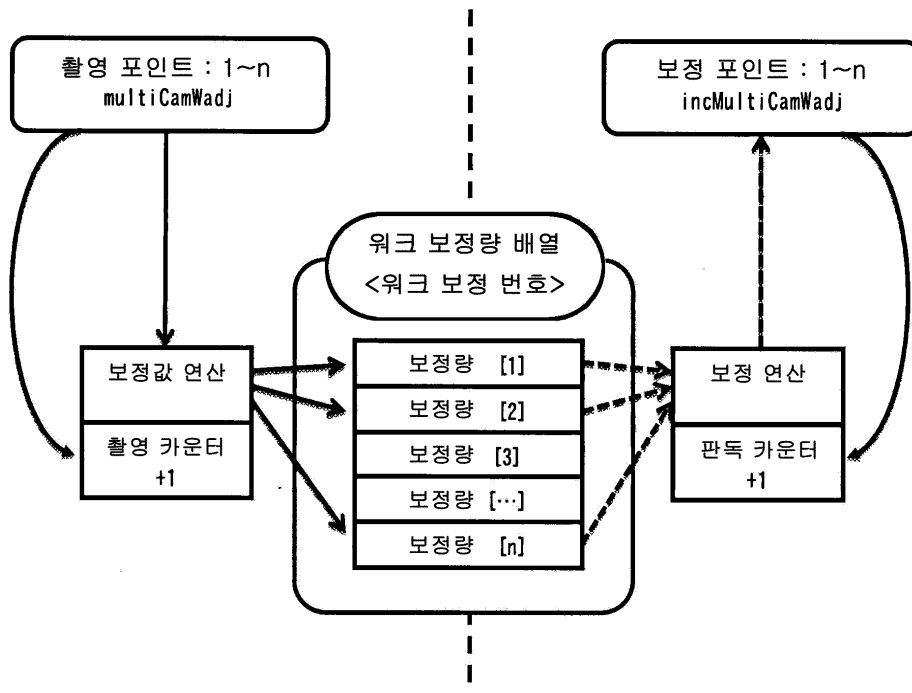 촬영 포인트 : 1~n
multiCamWadj
보정 포인트 : 1~n
incMultiCamWadj
워크 보정량 배열
<워크 보정 번호>
보정값 연산
촬영 카운터
+1
보정량 [1]
보정량 [2]
보정량 [3]
보정량 […]
보정량 [n]
보정 연산
판독 카운터
+1